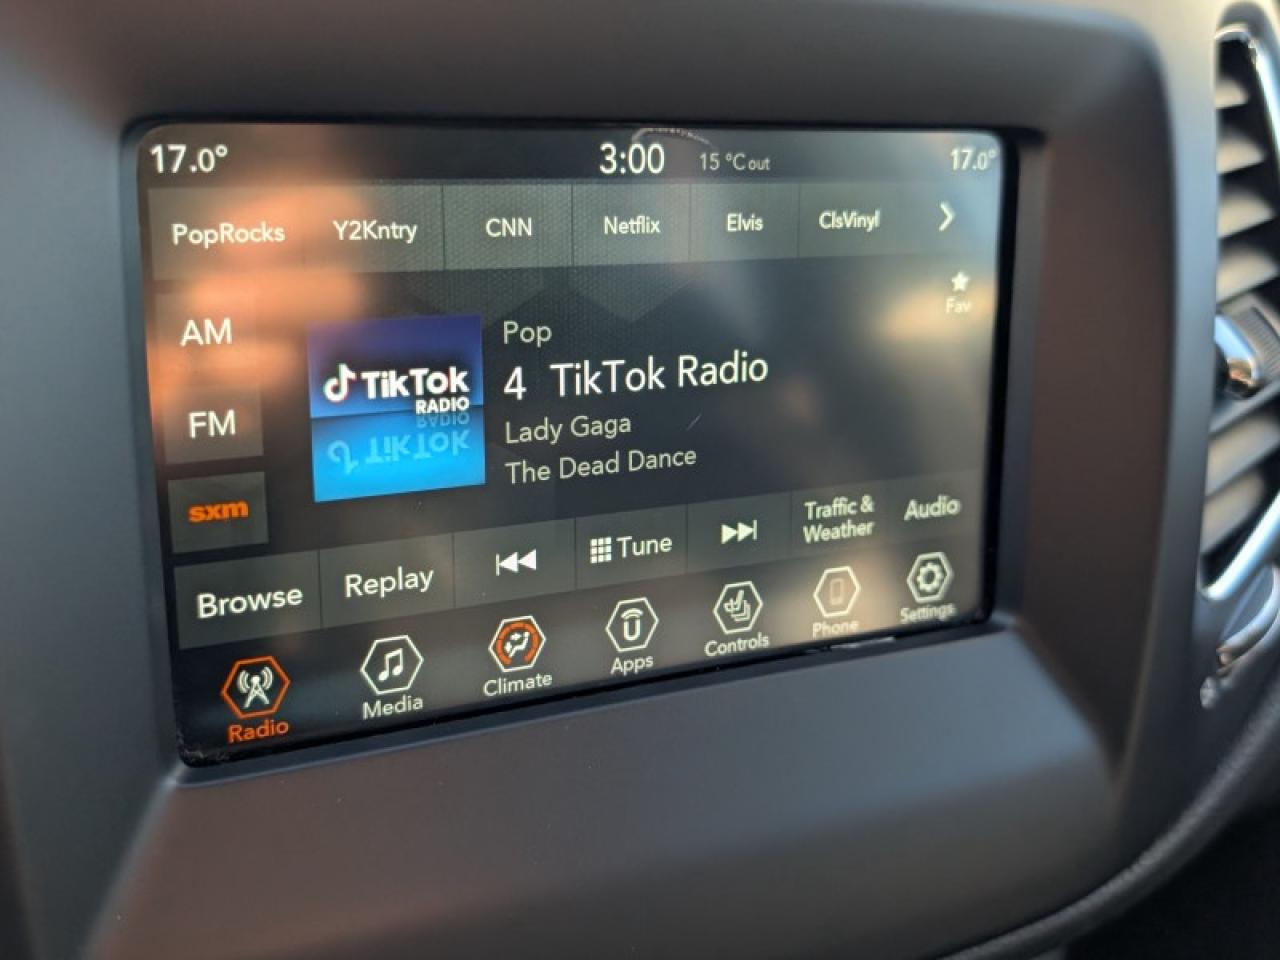 17.0°
3:00
15 °C out
17.0°
PopRocks
Y2Kntry
CNN
Netflix
Elvis
ClsVinyl
Fav
AM
FM
sxm
TikTok
RADIO
Pop
4 TikTok Radio
Lady Gaga
The Dead Dance
Browse
Replay
Tune
Traffic &
Weather
Audio
Radio
Media
Climate
Apps
Controls
Phone
Settings